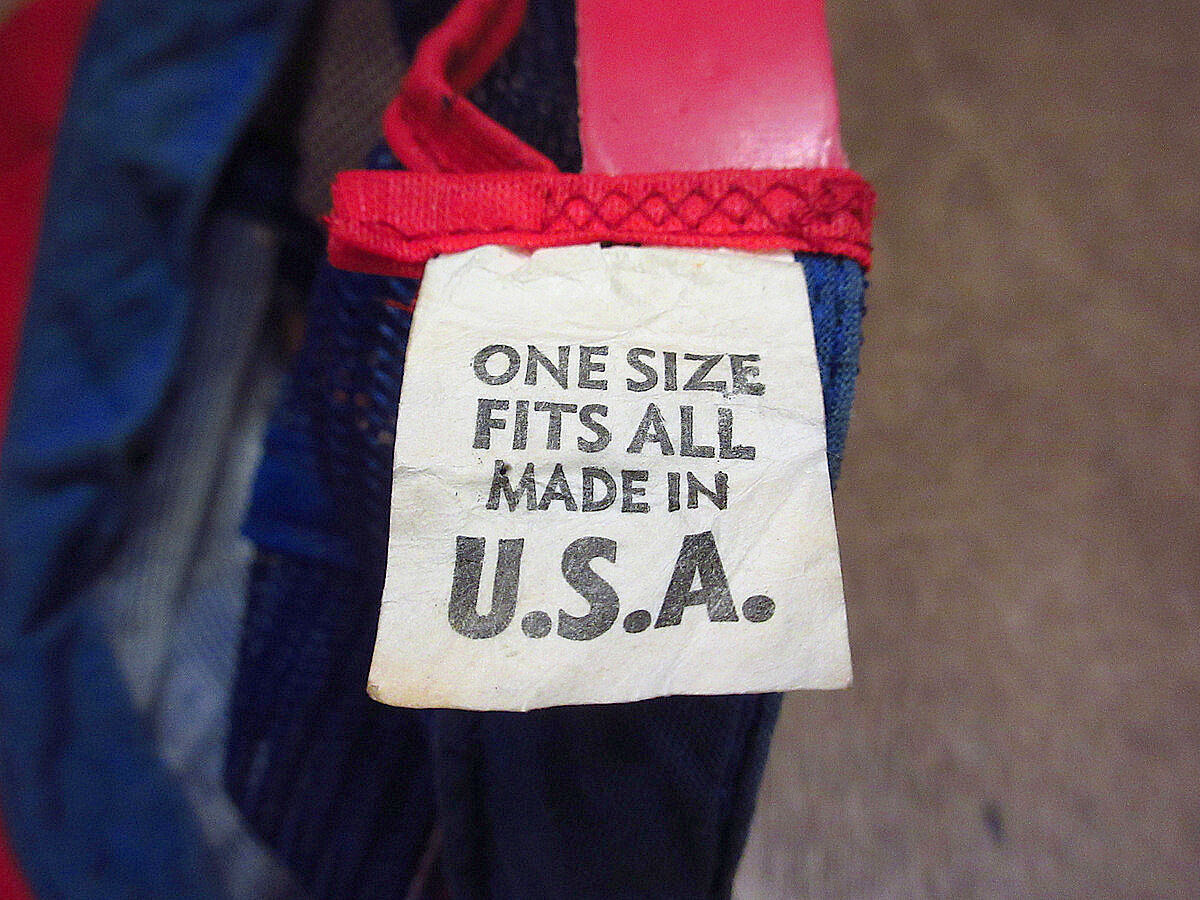 ONE SIZE
FITS ALL
MADE IN
U.S.A.